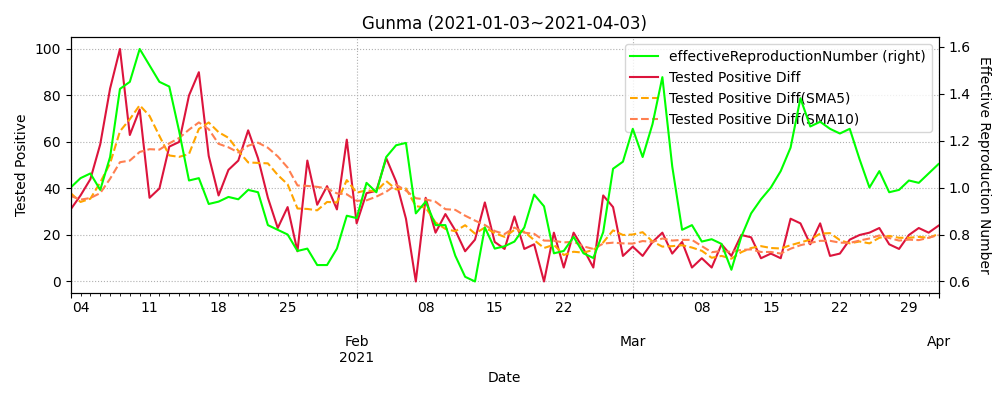 Gunma (2021-01-03~2021-04-03)
effectiveReproductionNumber (right)
Tested Positive Diff
Tested Positive Diff(SMA5)
Tested Positive Diff(SMA10)
Tested Positive
100
80
60
40
20
0
1.6
1.4
1.2
1.0
0.8
0.6
Effective Reproduction Number
04 11 18 25 08 15 22 08 15 22 29
Feb Mar Apr
2021
Date